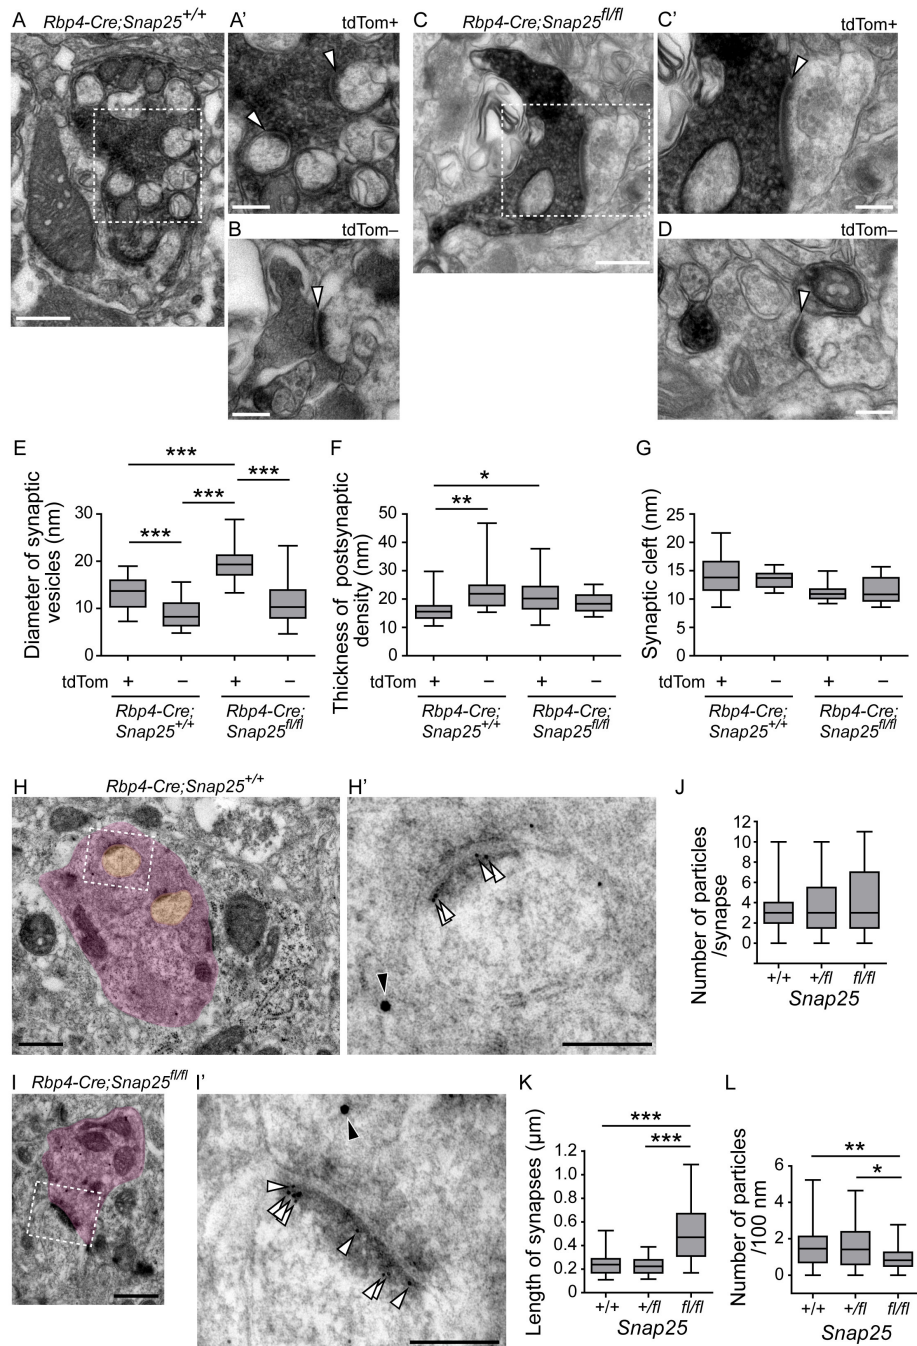 A Rbp4-Cre;Snap25+/+ A' tdTom+ C Rbp4-Cre;Snap25fl/fl C' tdTom+
B tdTom– D tdTom–
E F G
Diameter of synaptic
vesicles (nm)
30
20
10
0
*** *** *** ***
tdTom + – + –
Rbp4-Cre;
Snap25+/+
Rbp4-Cre;
Snap25fl/fl
Thickness of postsynaptic
density (nm)
50
40
30
20
10
0
** *
tdTom + – + –
Rbp4-Cre;
Snap25+/+
Rbp4-Cre;
Snap25fl/fl
Synaptic cleft (nm)
25
20
15
10
5
0
tdTom + – + –
Rbp4-Cre;
Snap25+/+
Rbp4-Cre;
Snap25fl/fl
H Rbp4-Cre;Snap25+/+ H' J
Number of particles
/synapse
12
10
8
6
4
2
0
+/+ +/fl fl/fl
Snap25
I Rbp4-Cre;Snap25fl/fl I' K L
Length of synapses (µm)
1.2
1.0
0.8
0.6
0.4
0.2
0
*** ***
+/+ +/fl fl/fl
Snap25
Number of particles
/100 nm
6
4
2
0
** *
+/+ +/fl fl/fl
Snap25